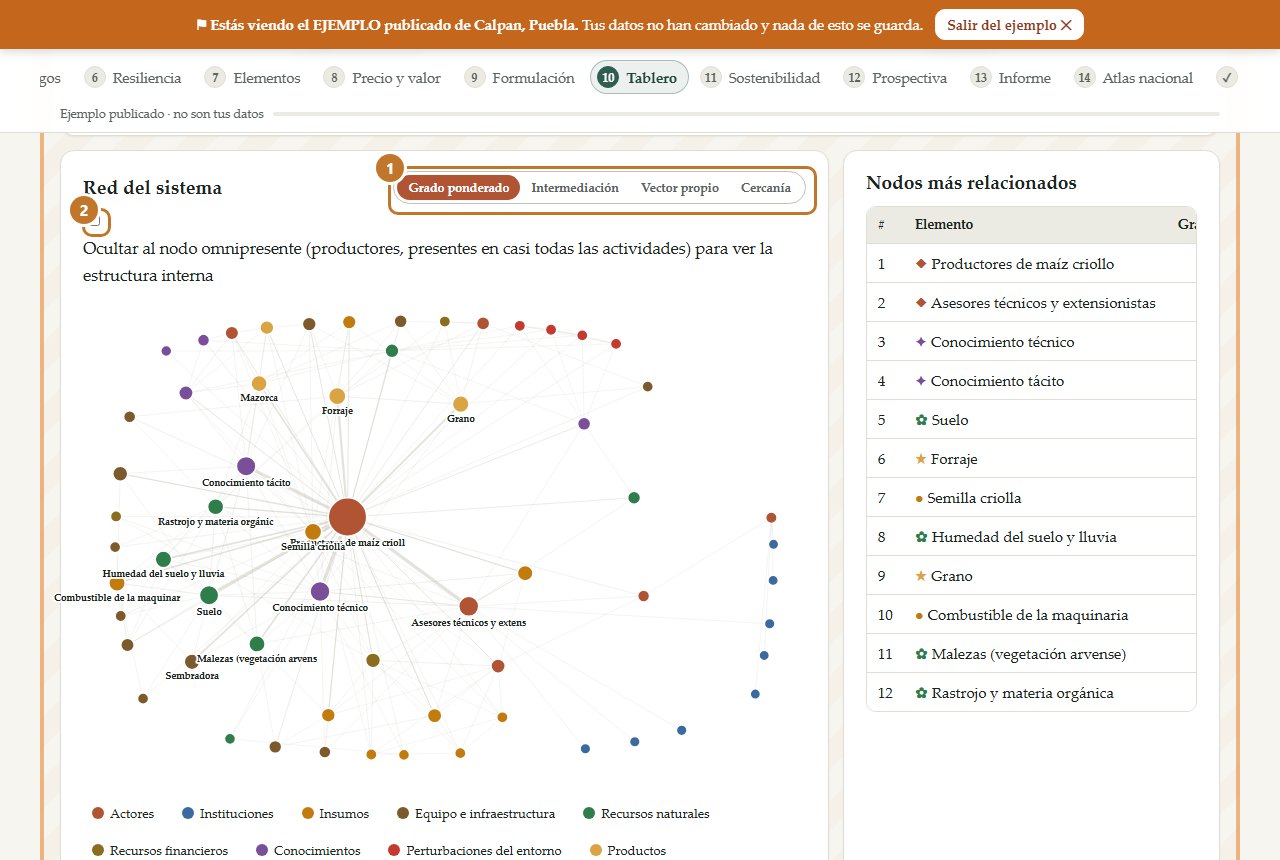 ⚑ Estás viendo el EJEMPLO publicado de Calpan, Puebla. Tus datos no han cambiado y nada de esto se guarda. Salir del ejemplo ✕
gos 6 Resiliencia 7 Elementos 8 Precio y valor 9 Formulación 10 Tablero 11 Sostenibilidad 12 Prospectiva 13 Informe 14 Atlas nacional ✓
Ejemplo publicado · no son tus datos
Red del sistema
1
Grado ponderado Intermediación Vector propio Cercanía
2
Ocultar al nodo omnipresente (productores, presentes en casi todas las actividades) para ver la
estructura interna
Mazorca
Forraje
Grano
Conocimiento tácito
Rastrojo y materia orgánic
de maíz crioll
Semilla criolla
Humedad del suelo y lluvia
Combustible de la maquinar
Suelo
Conocimiento técnico
Asesores técnicos y extens
Malezas (vegetación arvens
Sembradora
Actores Instituciones Insumos Equipo e infraestructura Recursos naturales
Recursos financieros Conocimientos Perturbaciones del entorno Productos
Nodos más relacionados
# Elemento Gra
1 Productores de maíz criollo
2 Asesores técnicos y extensionistas
3 Conocimiento técnico
4 Conocimiento tácito
5 Suelo
6 Forraje
7 Semilla criolla
8 Humedad del suelo y lluvia
9 Grano
10 Combustible de la maquinaria
11 Malezas (vegetación arvense)
12 Rastrojo y materia orgánica